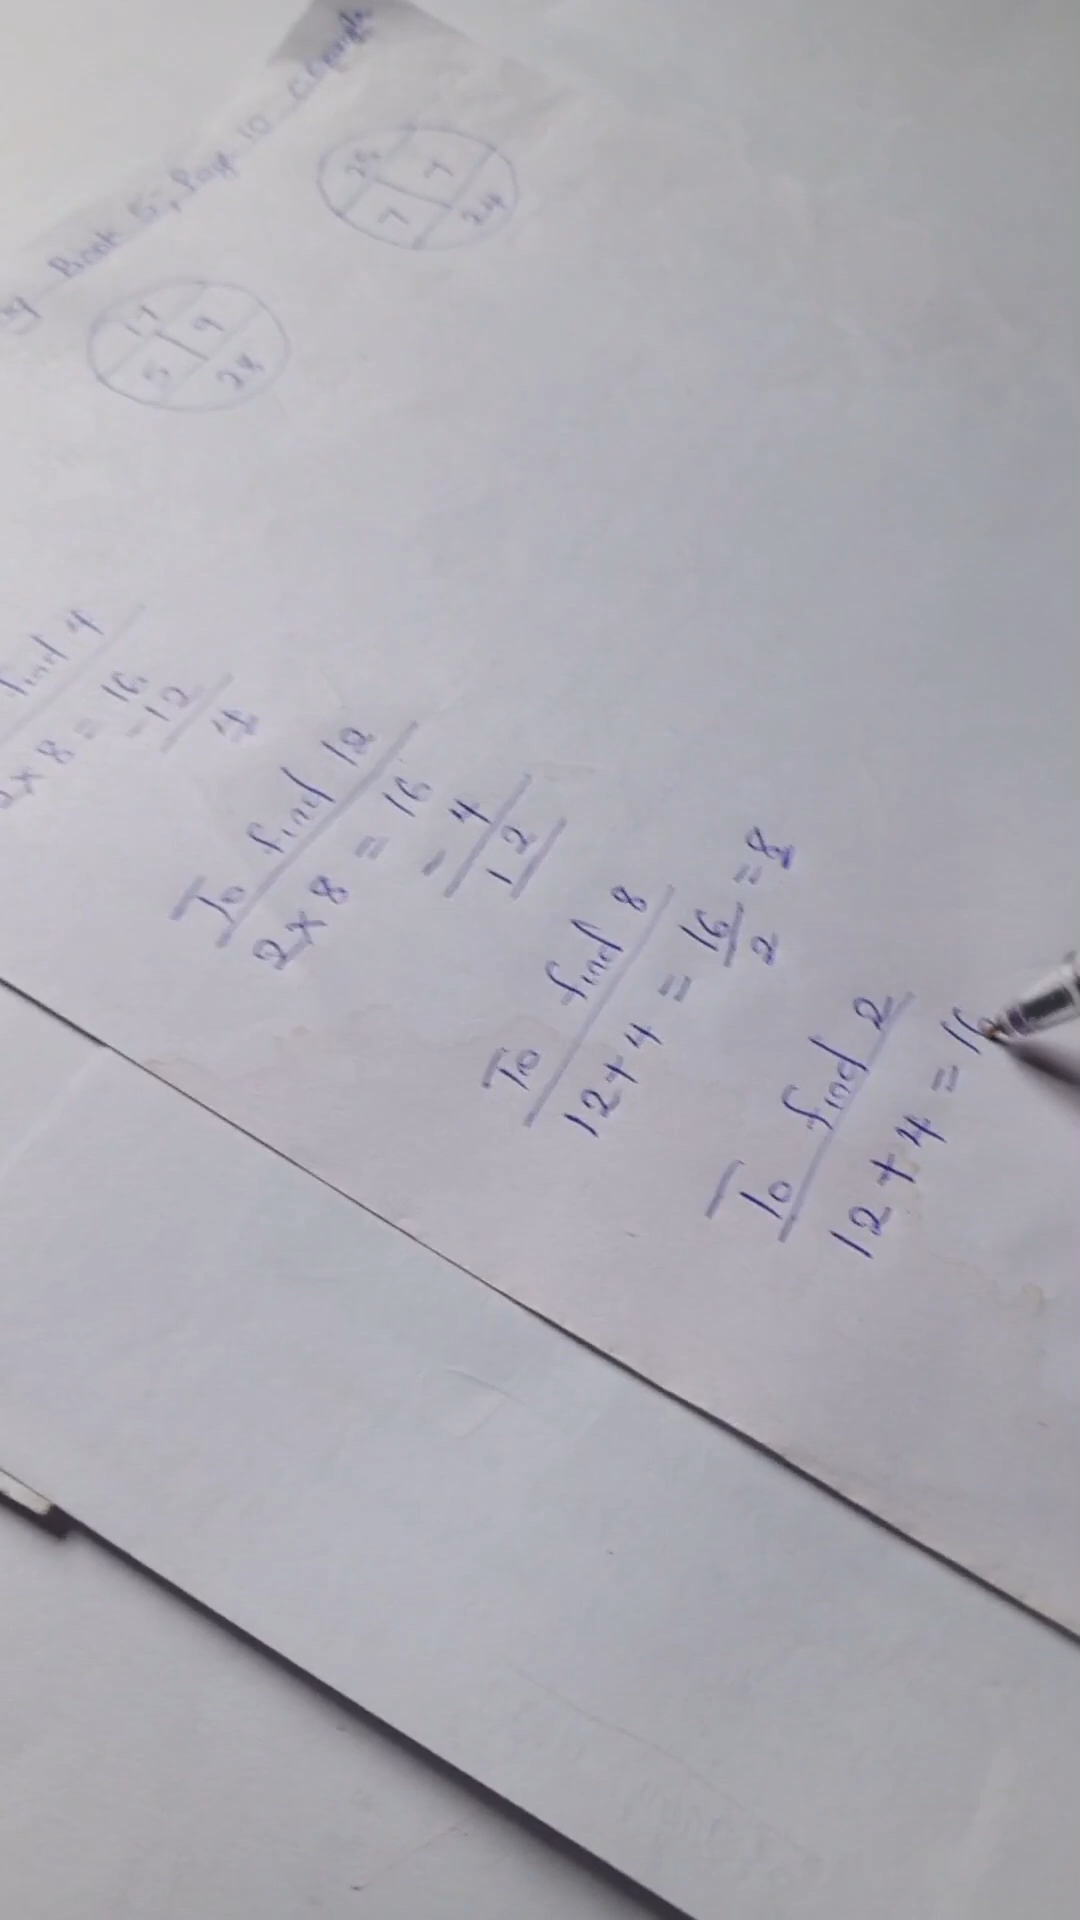 Book 5, Page 10
25 7
7 24
17 9
5 28
find 4
2 × 8 = 16
- 12
4
To find 12
2 × 8 = 16
- 4
12
To find 8
12 + 4 = 16/2 = 8
To find 2
12 + 4 = 16